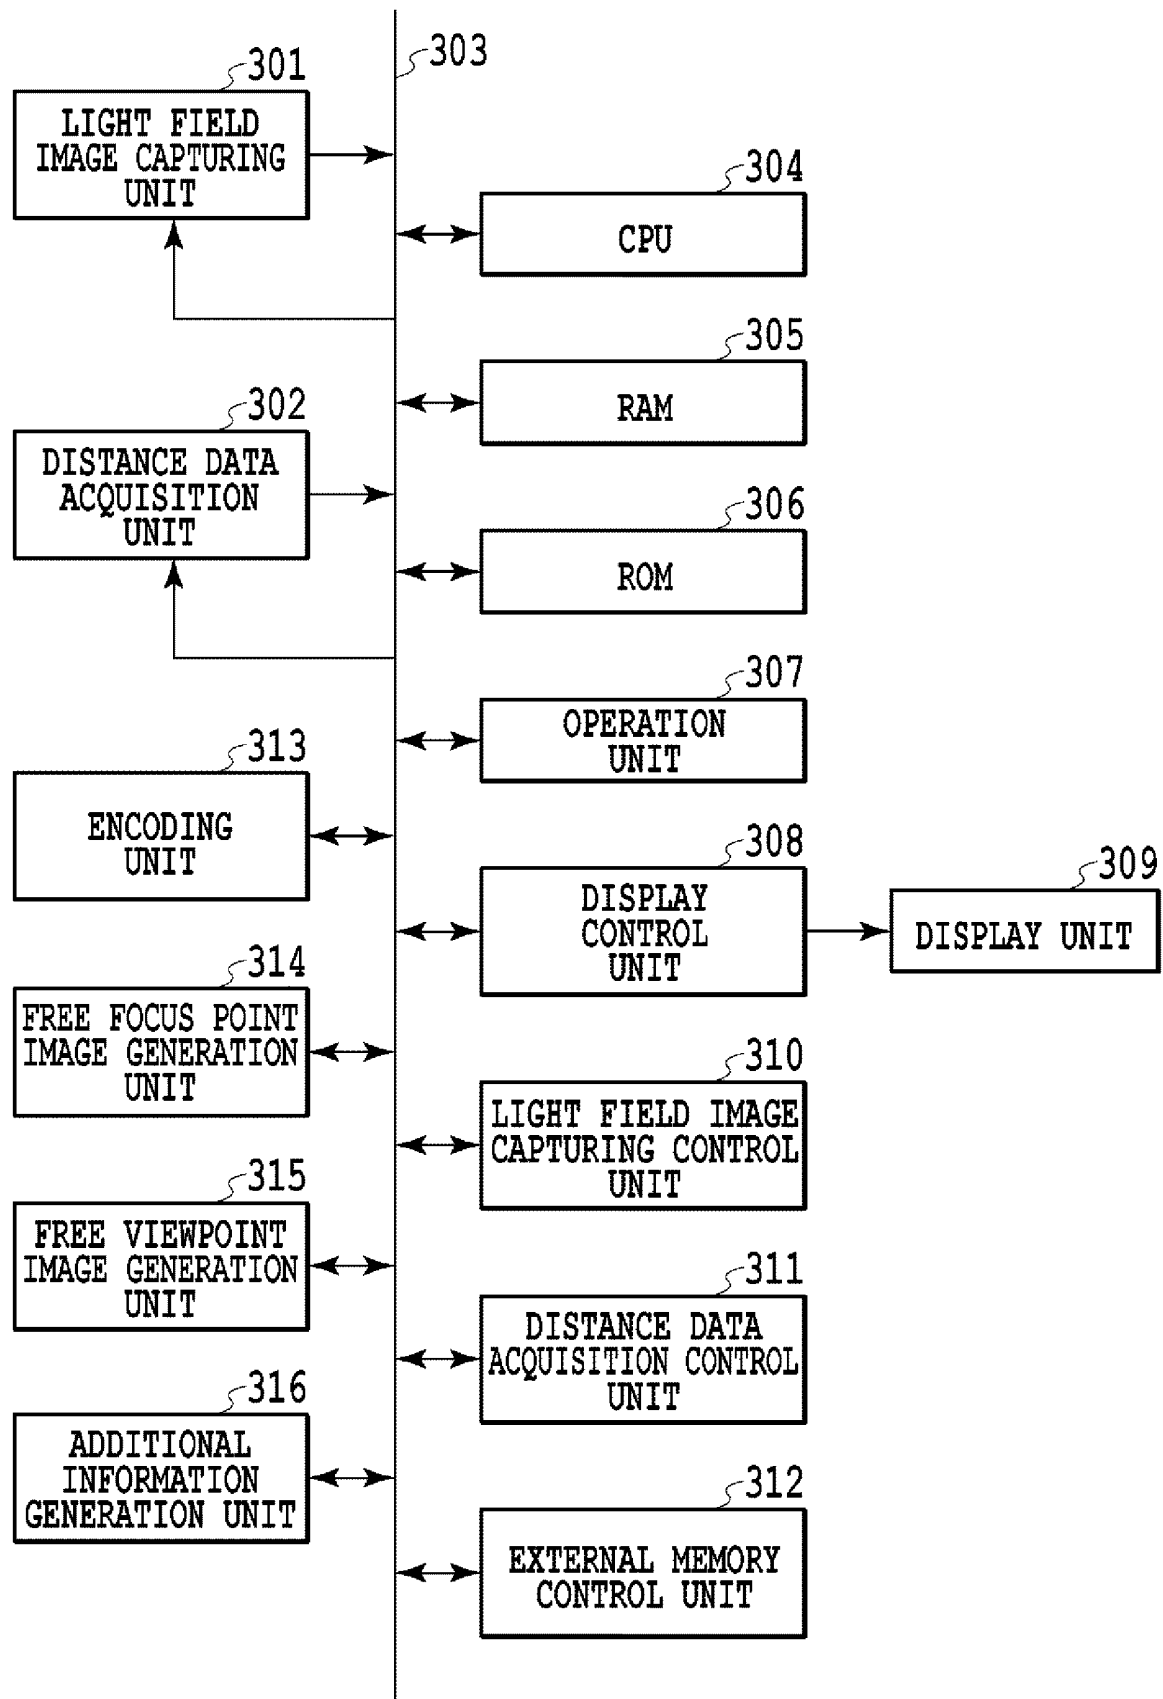 303
301
LIGHT FIELD
IMAGE CAPTURING
UNIT
304
CPU
305
RAM
302
DISTANCE DATA
ACQUISITION
UNIT
306
ROM
307
OPERATION
UNIT
313
ENCODING
UNIT
308
DISPLAY
CONTROL
UNIT
309
DISPLAY UNIT
314
FREE FOCUS POINT
IMAGE GENERATION
UNIT
310
LIGHT FIELD IMAGE
CAPTURING CONTROL
UNIT
315
FREE VIEWPOINT
IMAGE GENERATION
UNIT
311
DISTANCE DATA
ACQUISITION CONTROL
UNIT
316
ADDITIONAL
INFORMATION
GENERATION UNIT
312
EXTERNAL MEMORY
CONTROL UNIT